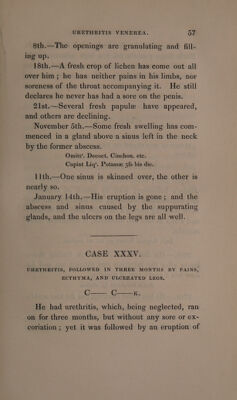 URETHRITIS VENEREA. 57
8th.—The openings are granulating and fill-
ing up.
18th.—A fresh crop of lichen has come out all
over him; he has neither pains in his limbs, nor
soreness of the throat accompanying it. He still
declares he never has had a sore on the penis.
21st.—Several fresh papulæ have appeared,
and others are declining.
November 5th.—Some fresh swelling has com-
menced in a gland above a sinus left in the neck
by the former abscess.
Omitrʳ. Decoct. Cinchon. etc.
Capiat Liqʳ. Potassæ ʒfs bis die.
11th.—One sinus is skinned over, the other is
nearly so.
January 14th.—His eruption is gone; and the
abscess and sinus caused by the suppurating
glands, and the ulcers on the legs are all well.
CASE XXXV.
URETHRITIS, FOLLOWED IN THREE MONTHS BY PAINS,
ECTHYMA, AND ULCERATED LEGS.
C—— C——K.
He had urethritis, which, being neglected, ran
on for three months, but without any sore or ex-
coriation; yet it was followed by an eruption of